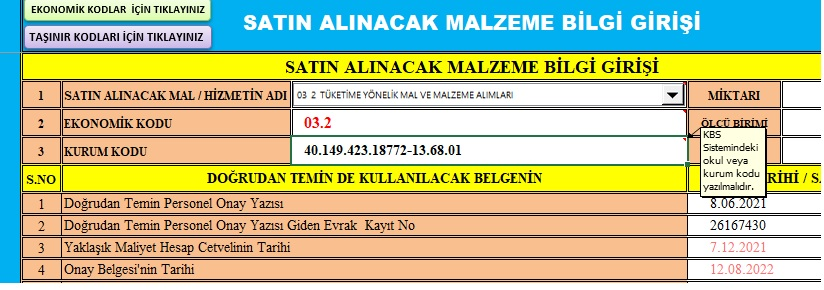 EKONOMİK KODLAR İÇİN TIKLAYINIZ
TAŞINIR KODLARI İÇİN TIKLAYINIZ
SATIN ALINACAK MALZEME BİLGİ GİRİŞİ
SATIN ALINACAK MALZEME BİLGİ GİRİŞİ
1 SATIN ALINACAK MAL / HİZMETİN ADI 03 2 TÜKETİME YÖNELİK MAL VE MALZEME ALIMLARI MİKTARI
2 EKONOMİK KODU 03.2 ÖLÇÜ BİRİMİ
3 KURUM KODU 40.149.423.18772-13.68.01
KBS
Sistemindeki
okul veya
kurum kodu
yazılmalıdır.
S.NO DOĞRUDAN TEMİN DE KULLANILACAK BELGENİN RİHİ / S.
1 Doğrudan Temin Personel Onay Yazısı 8.06.2021
2 Doğrudan Temin Personel Onay Yazısı Giden Evrak Kayıt No 26167430
3 Yaklaşık Maliyet Hesap Cetvelinin Tarihi 7.12.2021
4 Onay Belgesi'nin Tarihi 12.08.2022